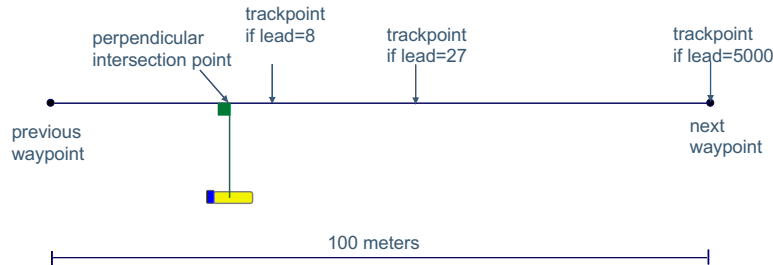 trackpoint
if lead=8
perpendicular
intersection point
trackpoint
if lead=27
trackpoint
if lead=5000
previous
waypoint
next
waypoint
100 meters